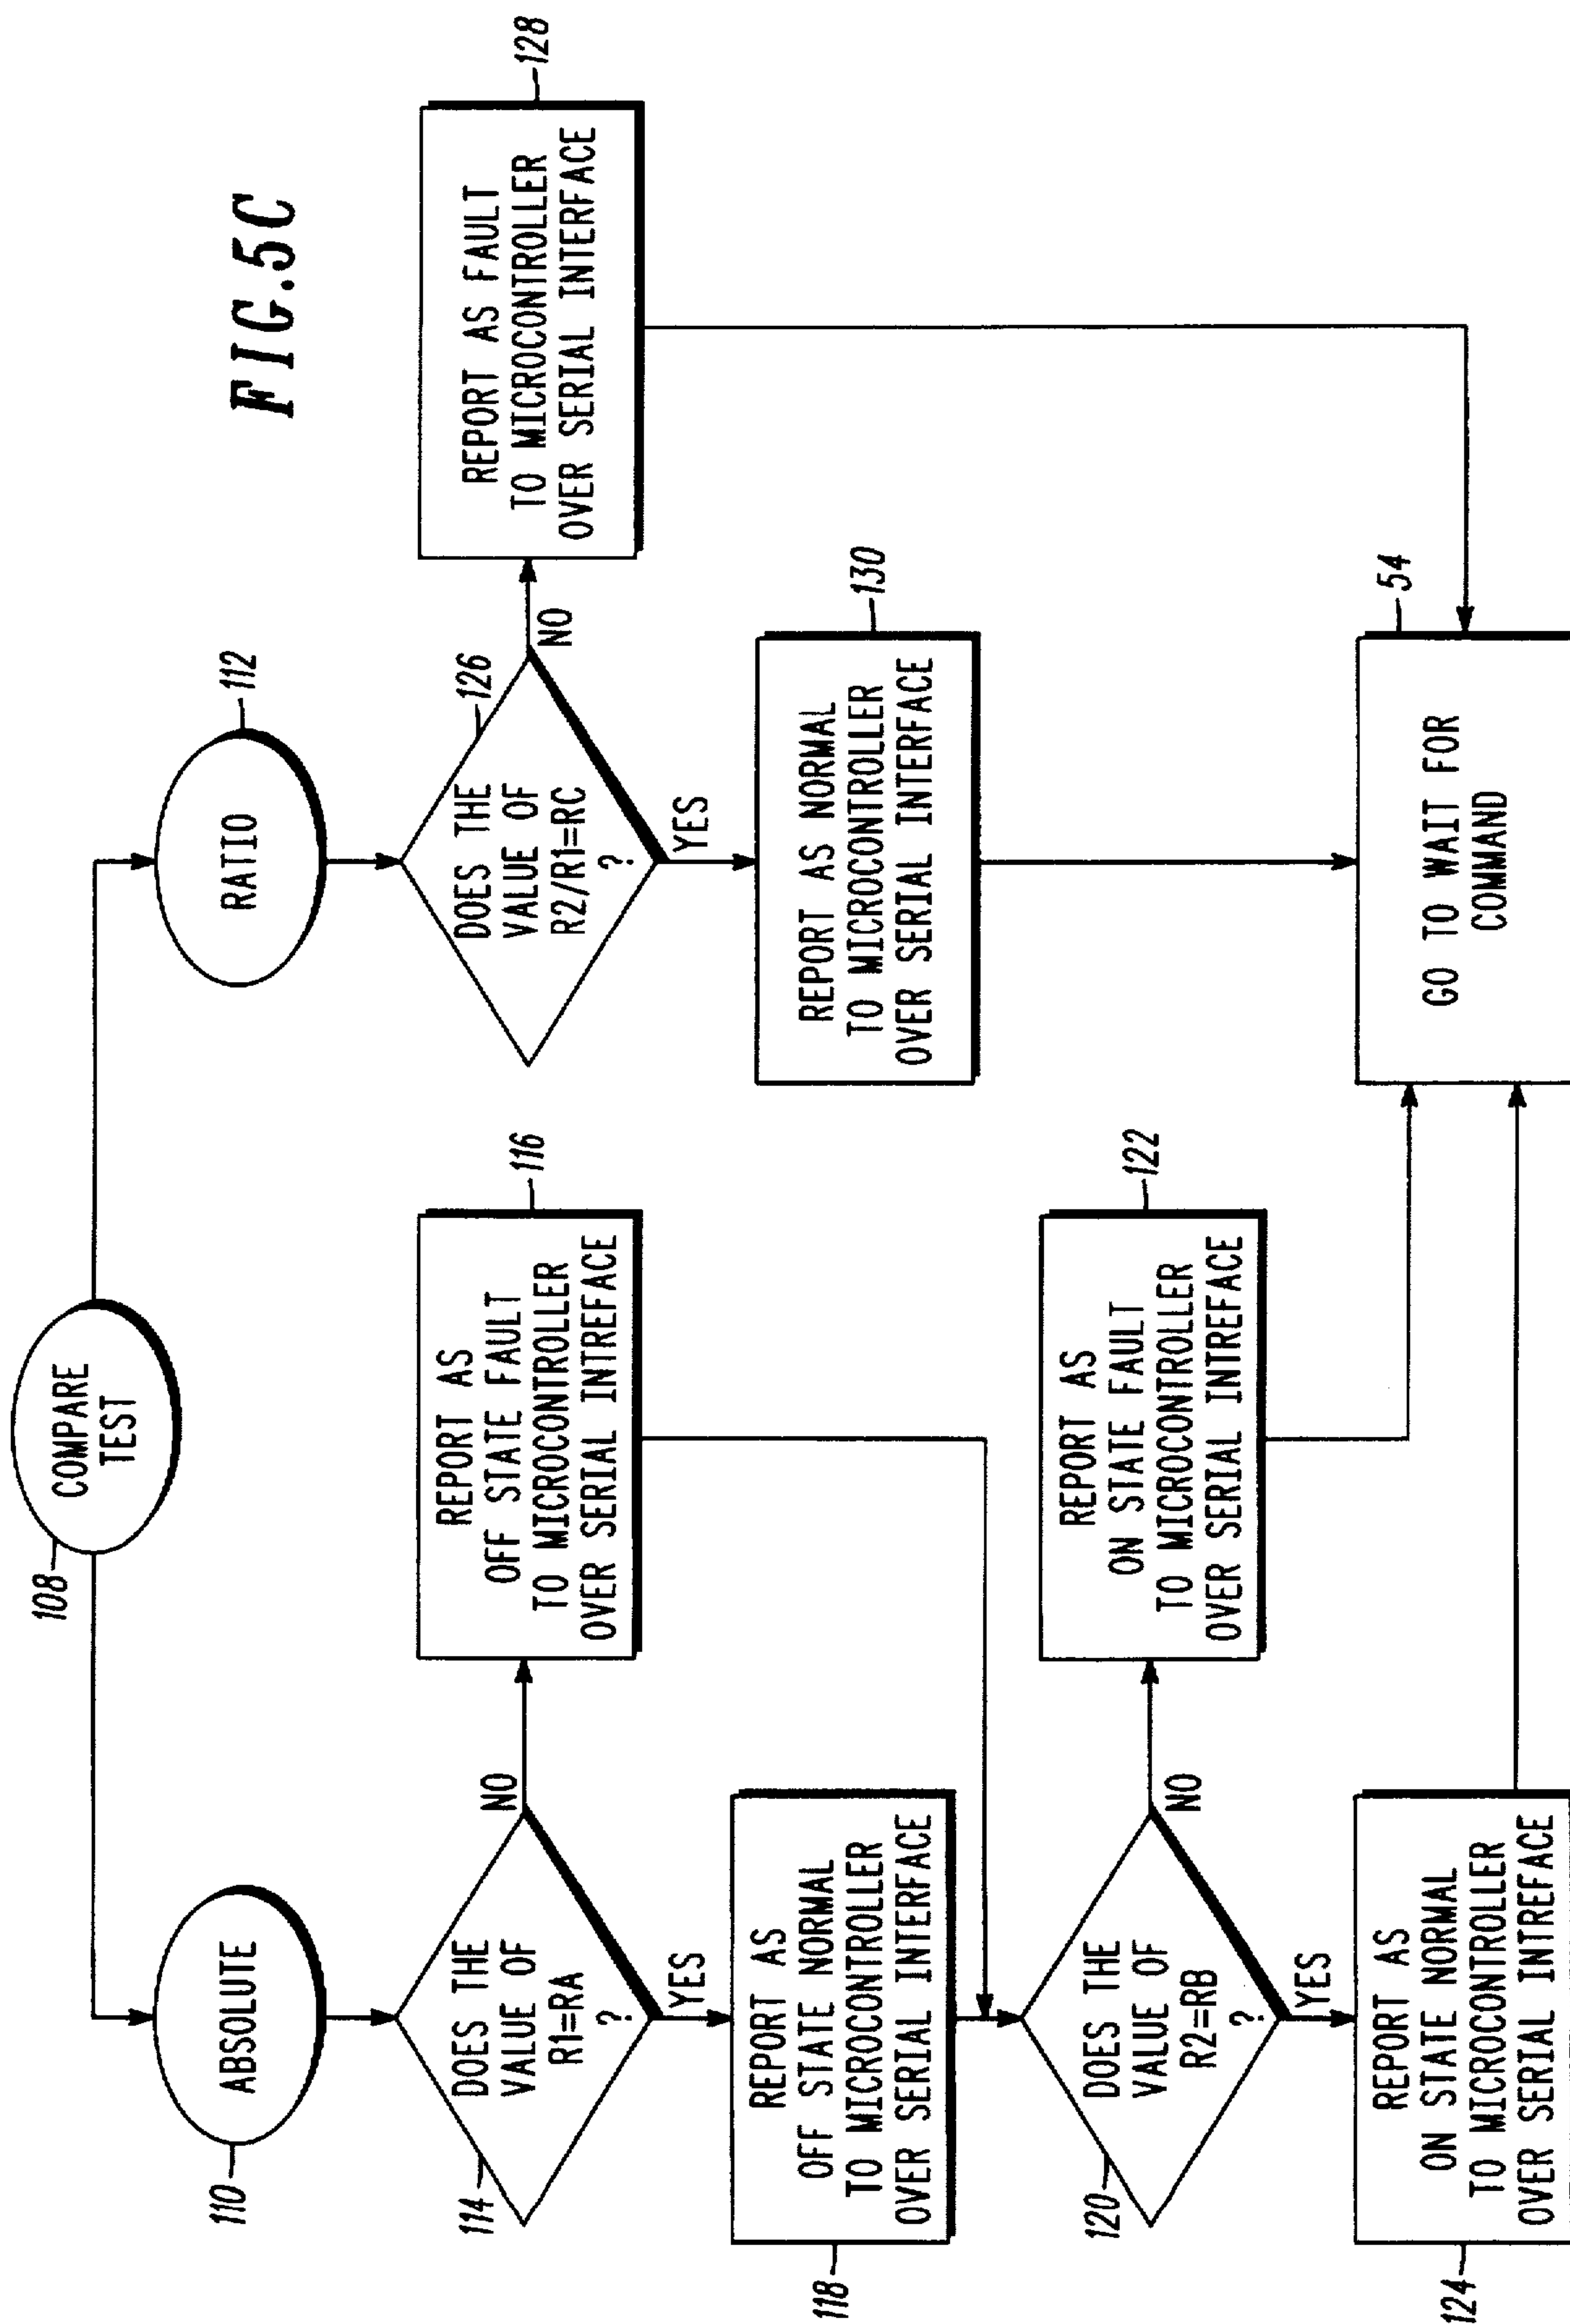 FIG.5C
108
COMPARE
TEST
110
ABSOLUTE
112
RATIO
114
DOES THE
VALUE OF
R1=RA
?
NO
YES
116
REPORT AS
OFF STATE FAULT
TO MICROCONTROLLER
OVER SERIAL INTREFACE
126
DOES THE
VALUE OF
R2/R1=RC
?
NO
YES
128
REPORT AS FAULT
TO MICROCONTROLLER
OVER SERIAL INTERFACE
118
REPORT AS
OFF STATE NORMAL
TO MICROCONTROLLER
OVER SERIAL INTERFACE
130
REPORT AS NORMAL
TO MICROCONTROLLER
OVER SERIAL INTERFACE
120
DOES THE
VALUE OF
R2=RB
?
NO
YES
122
REPORT AS
ON STATE FAULT
TO MICROCONTROLLER
OVER SERIAL INTREFACE
124
REPORT AS
ON STATE NORMAL
TO MICROCONTROLLER
OVER SERIAL INTREFACE
54
GO TO WAIT FOR
COMMAND